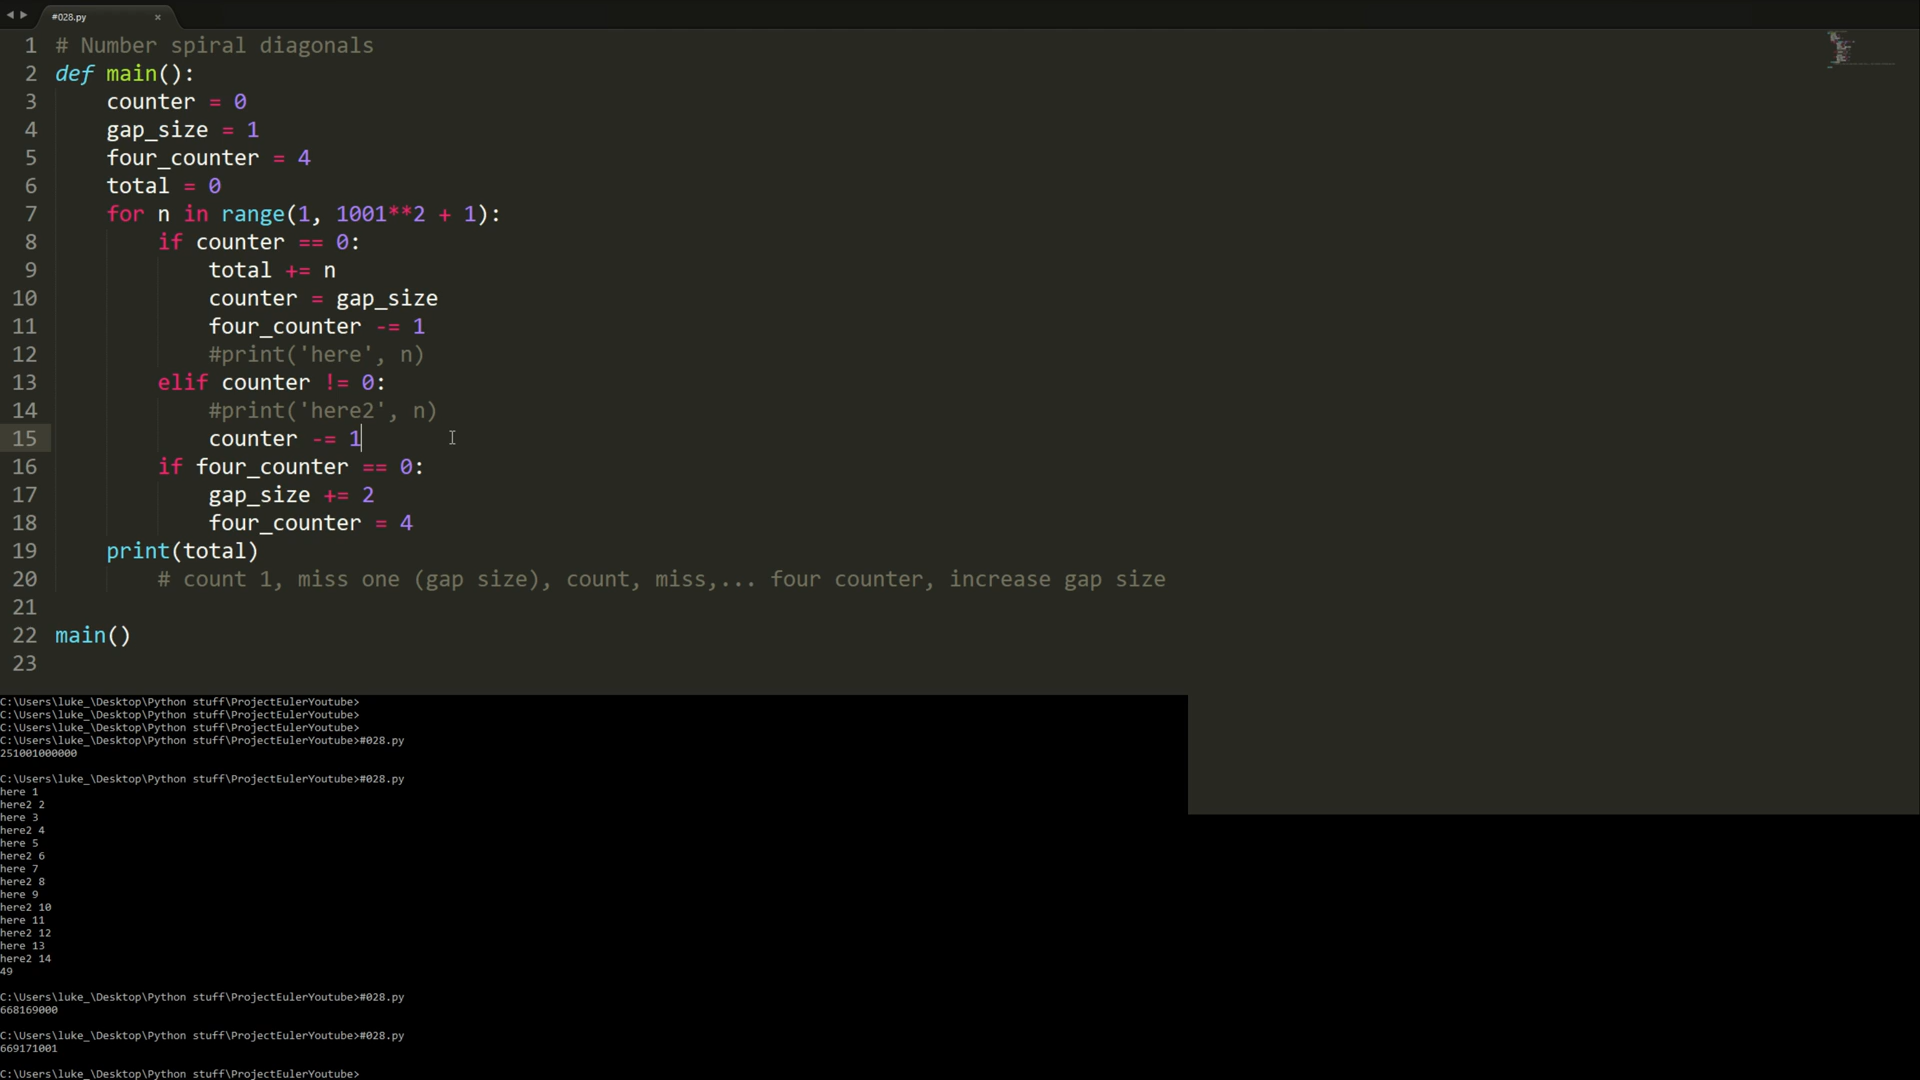 #028.py
1 # Number spiral diagonals
2 def main():
3 counter = 0
4 gap_size = 1
5 four_counter = 4
6 total = 0
7 for n in range(1, 1001**2 + 1):
8 if counter == 0:
9 total += n
10 counter = gap_size
11 four_counter -= 1
12 #print('here', n)
13 elif counter != 0:
14 #print('here2', n)
15 counter -= 1
16 if four_counter == 0:
17 gap_size += 2
18 four_counter = 4
19 print(total)
20 # count 1, miss one (gap size), count, miss,... four counter, increase gap size
21
22 main()
23
C:\Users\luke_\Desktop\Python stuff\ProjectEulerYoutube>
C:\Users\luke_\Desktop\Python stuff\ProjectEulerYoutube>
C:\Users\luke_\Desktop\Python stuff\ProjectEulerYoutube>
C:\Users\luke_\Desktop\Python stuff\ProjectEulerYoutube>#028.py
251001000000
C:\Users\luke_\Desktop\Python stuff\ProjectEulerYoutube>#028.py
here 1
here2 2
here 3
here2 4
here 5
here2 6
here 7
here2 8
here 9
here2 10
here 11
here2 12
here 13
here2 14
49
C:\Users\luke_\Desktop\Python stuff\ProjectEulerYoutube>#028.py
668169000
C:\Users\luke_\Desktop\Python stuff\ProjectEulerYoutube>#028.py
669171001
C:\Users\luke_\Desktop\Python stuff\ProjectEulerYoutube>